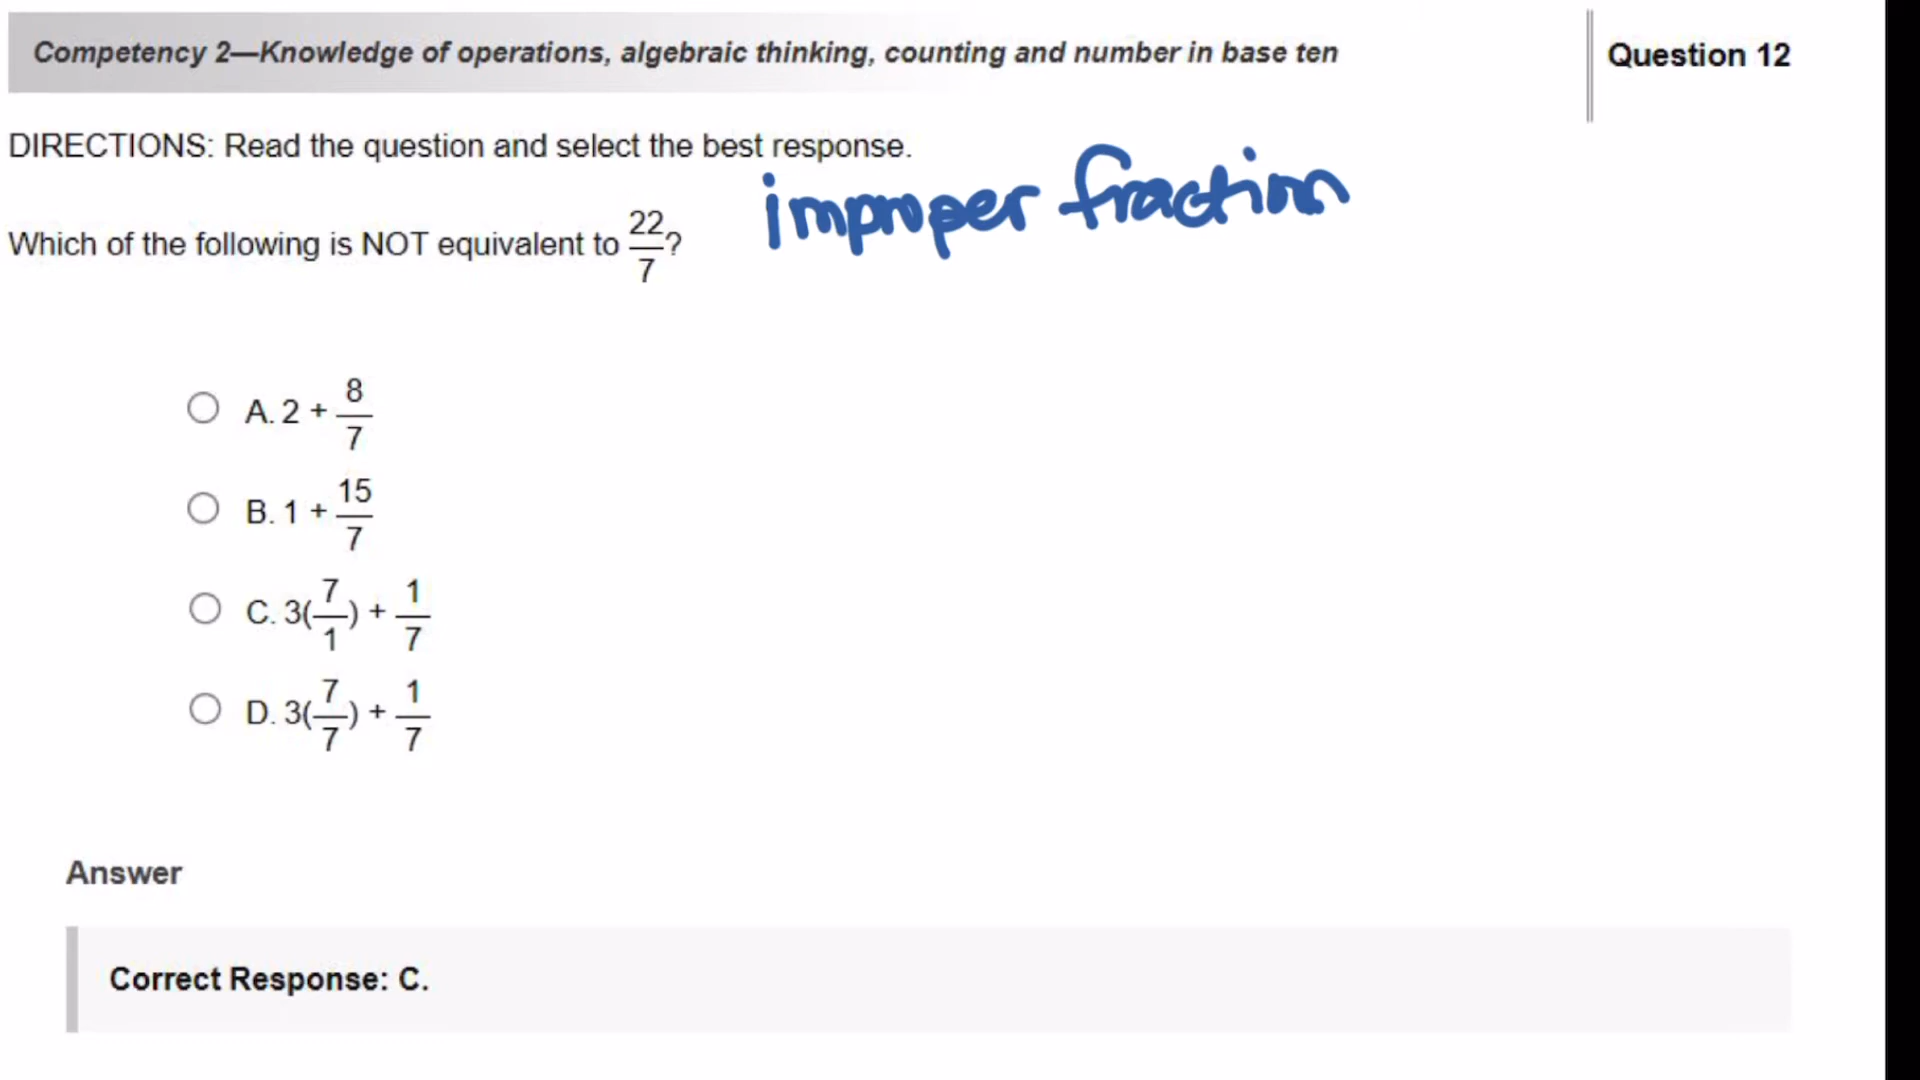 Competency 2—Knowledge of operations, algebraic thinking, counting and number in base ten
Question 12
DIRECTIONS: Read the question and select the best response.
improper fraction
Which of the following is NOT equivalent to 22/7?
A. 2 + 8/7
B. 1 + 15/7
C. 3(7/1) + 1/7
D. 3(7/7) + 1/7
Answer
Correct Response: C.